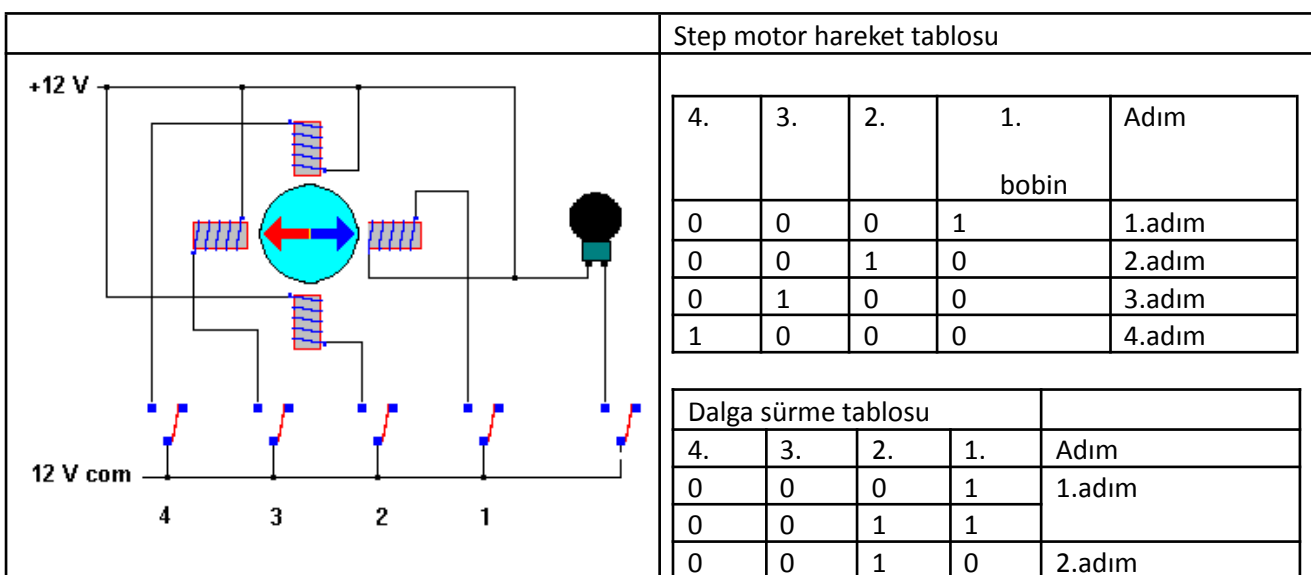 Step motor hareket tablosu
+12 V
12 V com
4 3 2 1
4. 3. 2. 1. Adım
bobin
0 0 0 1 1.adım
0 0 1 0 2.adım
0 1 0 0 3.adım
1 0 0 0 4.adım
Dalga sürme tablosu
4. 3. 2. 1. Adım
0 0 0 1 1.adım
0 0 1 1
0 0 1 0 2.adım